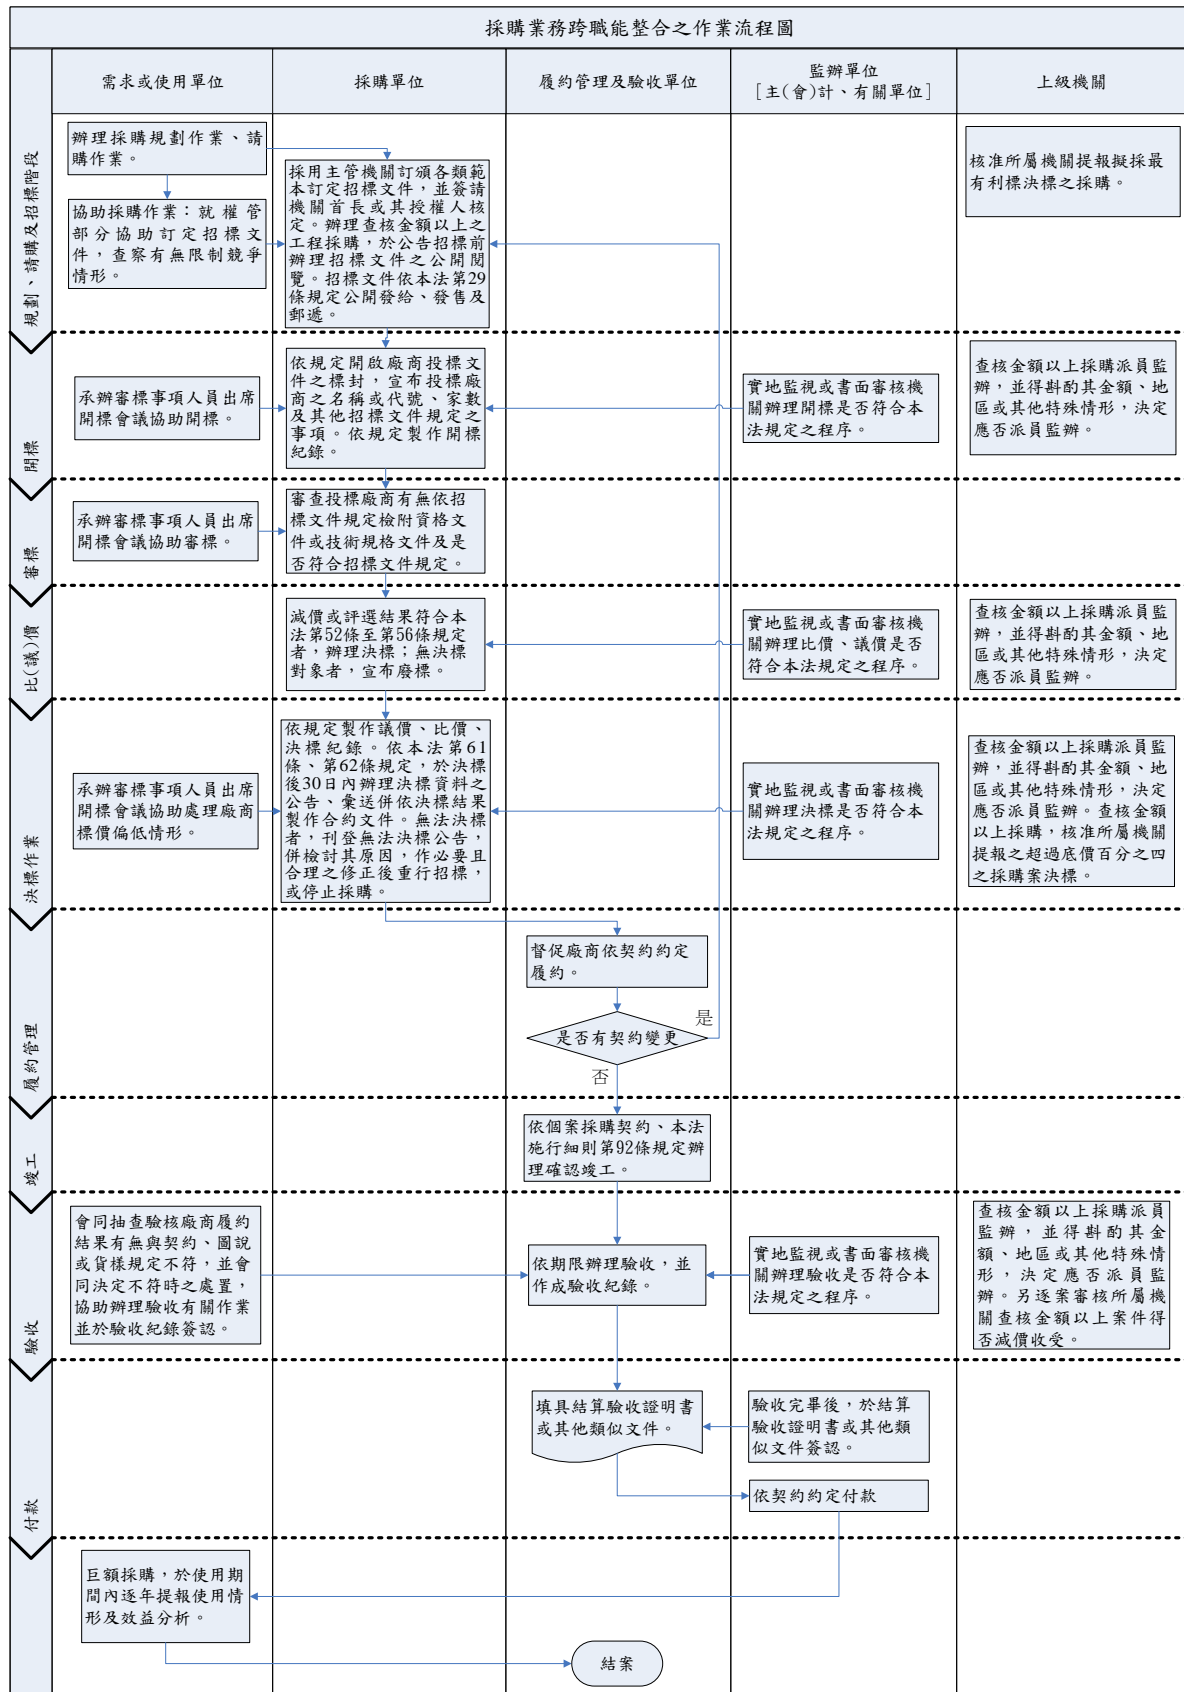 採購業務跨職能整合之作業流程圖
需求或使用單位
採購單位
履約管理及驗收單位
監辦單位
[主(會)計、有關單位]
上級機關
規劃、請購及招標階段
辦理採購規劃作業、請
購作業。
協助採購作業：就權管
部分協助訂定招標文
件，查察有無限制競爭
情形。
採用主管機關訂頒各類範
本訂定招標文件，並簽請
機關首長或其授權人核
定。辦理查核金額以上之
工程採購，於公告招標前
辦理招標文件之公開閱
覽。招標文件依本法第29
條規定公開發給、發售及
郵遞。
核准所屬機關提報擬採最
有利標決標之採購。
開標
承辦審標事項人員出席
開標會議協助開標。
依規定開啟廠商投標文
件之標封，宣布投標廠
商之名稱或代號、家數
及其他招標文件規定之
事項。依規定製作開標
紀錄。
實地監視或書面審核機
關辦理開標是否符合本
法規定之程序。
查核金額以上採購派員監
辦，並得斟酌其金額、地
區或其他特殊情形，決定
應否派員監辦。
審標
承辦審標事項人員出席
開標會議協助審標。
審查投標廠商有無依招
標文件規定檢附資格文
件或技術規格文件及是
否符合招標文件規定。
比(議)價
減價或評選結果符合本
法第52條至第56條規定
者，辦理決標；無決標
對象者，宣布廢標。
實地監視或書面審核機
關辦理比價、議價是否
符合本法規定之程序。
查核金額以上採購派員監
辦，並得斟酌其金額、地
區或其他特殊情形，決定
應否派員監辦。
決標作業
承辦審標事項人員出席
開標會議協助處理廠商
標價偏低情形。
依規定製作議價、比價、
決標紀錄。依本法第61
條、第62條規定，於決標
後30日內辦理決標資料之
公告、彙送併依決標結果
製作合約文件。無法決標
者，刊登無法決標公告，
併檢討其原因，作必要且
合理之修正後重行招標，
或停止採購。
實地監視或書面審核機
關辦理決標是否符合本
法規定之程序。
查核金額以上採購派員監
辦，並得斟酌其金額、地
區或其他特殊情形，決定
應否派員監辦。查核金額
以上採購，核准所屬機關
提報之超過底價百分之四
之採購案決標。
履約管理
督促廠商依契約約定
履約。
是否有契約變更
是
否
竣工
依個案採購契約、本法
施行細則第92條規定辦
理確認竣工。
驗收
會同抽查驗核廠商履約
結果有無與契約、圖說
或貨樣規定不符，並會
同決定不符時之處置，
協助辦理驗收有關作業
並於驗收紀錄簽認。
依期限辦理驗收，並
作成驗收紀錄。
實地監視或書面審核機
關辦理驗收是否符合本
法規定之程序。
查核金額以上採購派員
監辦，並得斟酌其金
額、地區或其他特殊情
形，決定應否派員監
辦。另逐案審核所屬機
關查核金額以上案件得
否減價收受。
付款
填具結算驗收證明書
或其他類似文件。
驗收完畢後，於結算
驗收證明書或其他類
似文件簽認。
依契約約定付款
巨額採購，於使用期
間內逐年提報使用情
形及效益分析。
結案